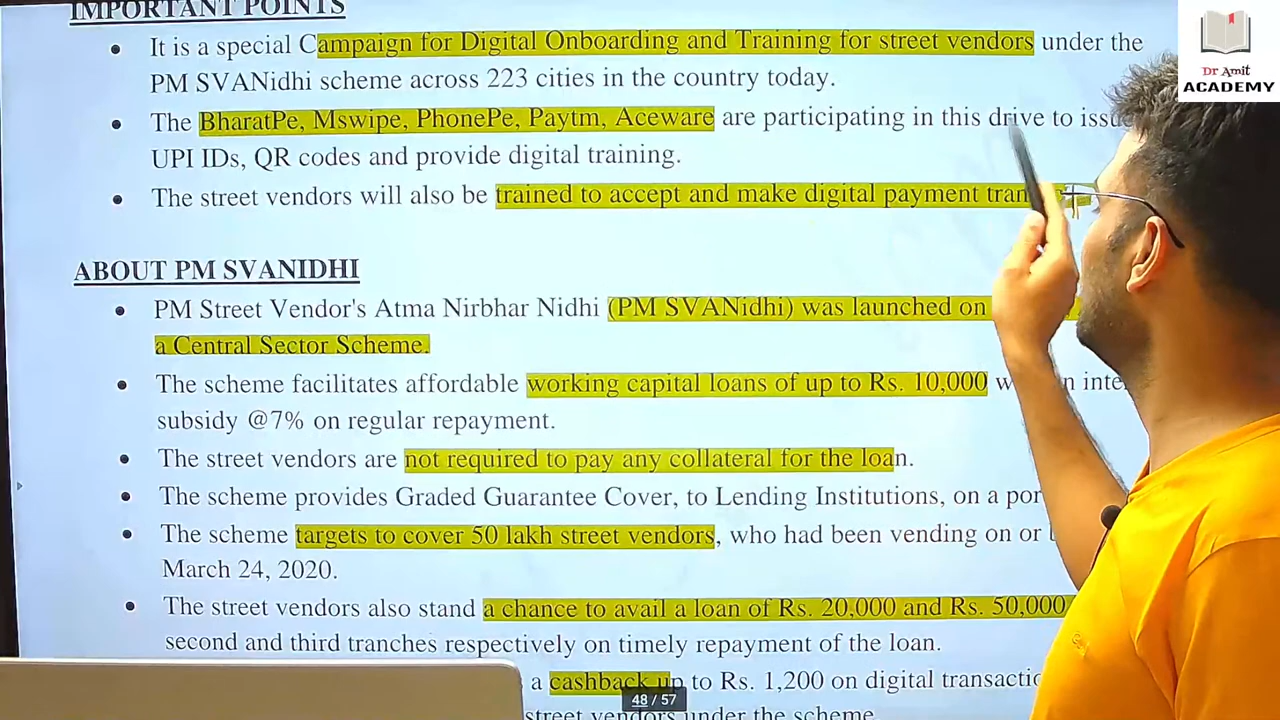 IMPORTANT POINTS
Dr Amit
ACADEMY
It is a special Campaign for Digital Onboarding and Training for street vendors under the
PM SVANidhi scheme across 223 cities in the country today.
The BharatPe, Mswipe, PhonePe, Paytm, Aceware are participating in this drive to
UPI IDs, QR codes and provide digital training.
The street vendors will also be trained to accept and make digital payment
ABOUT PM SVANIDHI
PM Street Vendor's Atma Nirbhar Nidhi (PM SVANidhi) was launched on
a Central Sector Scheme.
The scheme facilitates affordable working capital loans of up to Rs. 10,000
subsidy @7% on regular repayment.
The street vendors are not required to pay any collateral for the loan.
The scheme provides Graded Guarantee Cover, to Lending Institutions, on a
The scheme targets to cover 50 lakh street vendors, who had been vending on or
March 24, 2020.
The street vendors also stand a chance to avail a loan of Rs. 20,000 and Rs. 50,000
second and third tranches respectively on timely repayment of the loan.
a cashback up to Rs. 1,200 on digital
48 / 57
street vendors under the scheme.